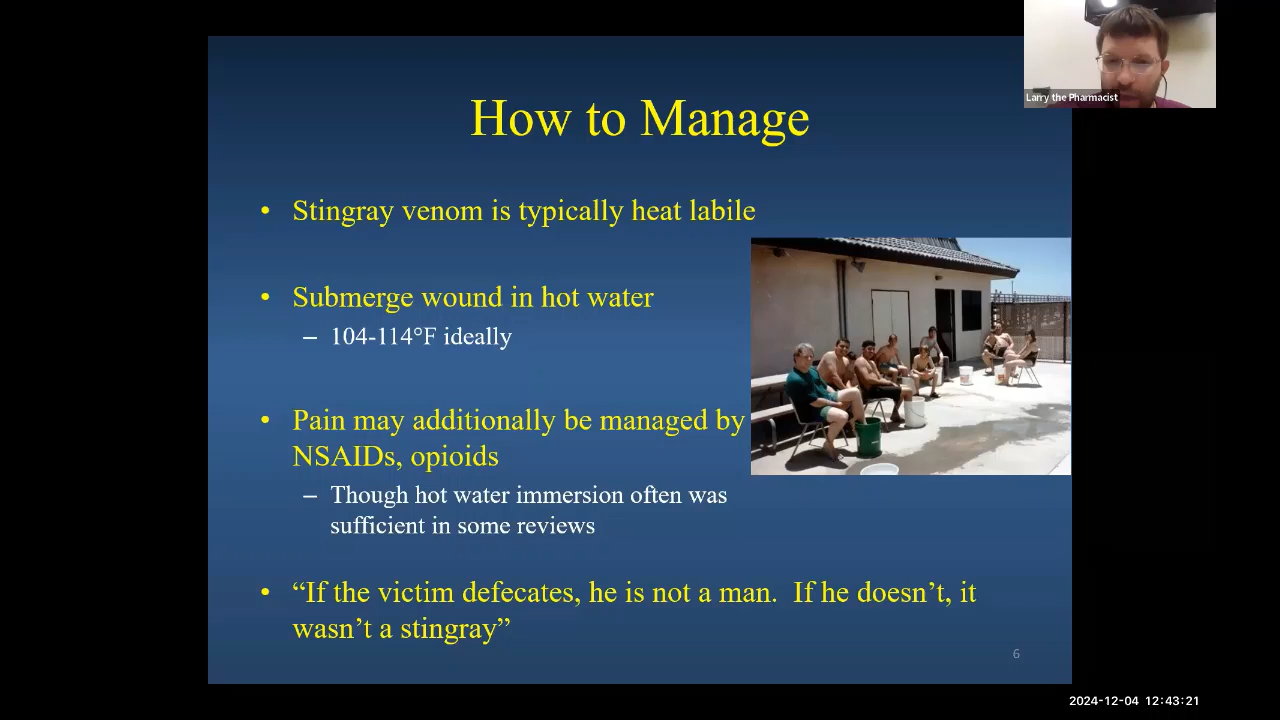 Larry the Pharmacist
How to Manage
• Stingray venom is typically heat labile
• Submerge wound in hot water
– 104-114°F ideally
• Pain may additionally be managed by
NSAIDs, opioids
– Though hot water immersion often was
sufficient in some reviews
• “If the victim defecates, he is not a man.  If he doesn’t, it
wasn’t a stingray”
6
2024-12-04 12:43:21